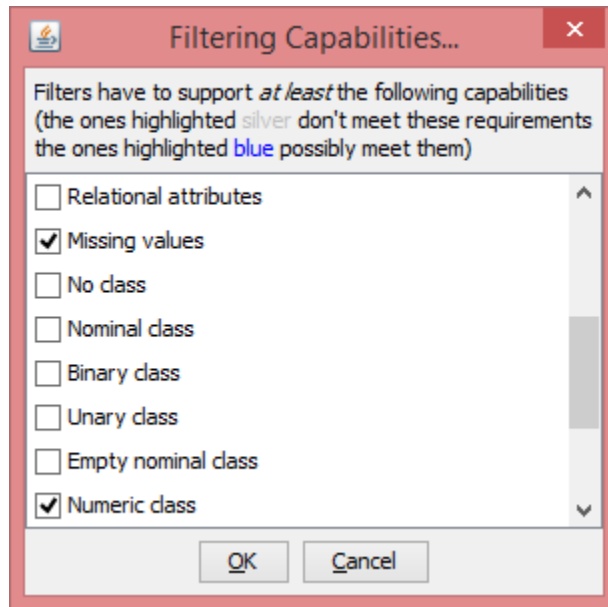 Filtering Capabilities...
Filters have to support at least the following capabilities
(the ones highlighted silver don't meet these requirements
the ones highlighted blue possibly meet them)
Relational attributes
Missing values
No class
Nominal class
Binary class
Unary class
Empty nominal class
Numeric class
OK Cancel